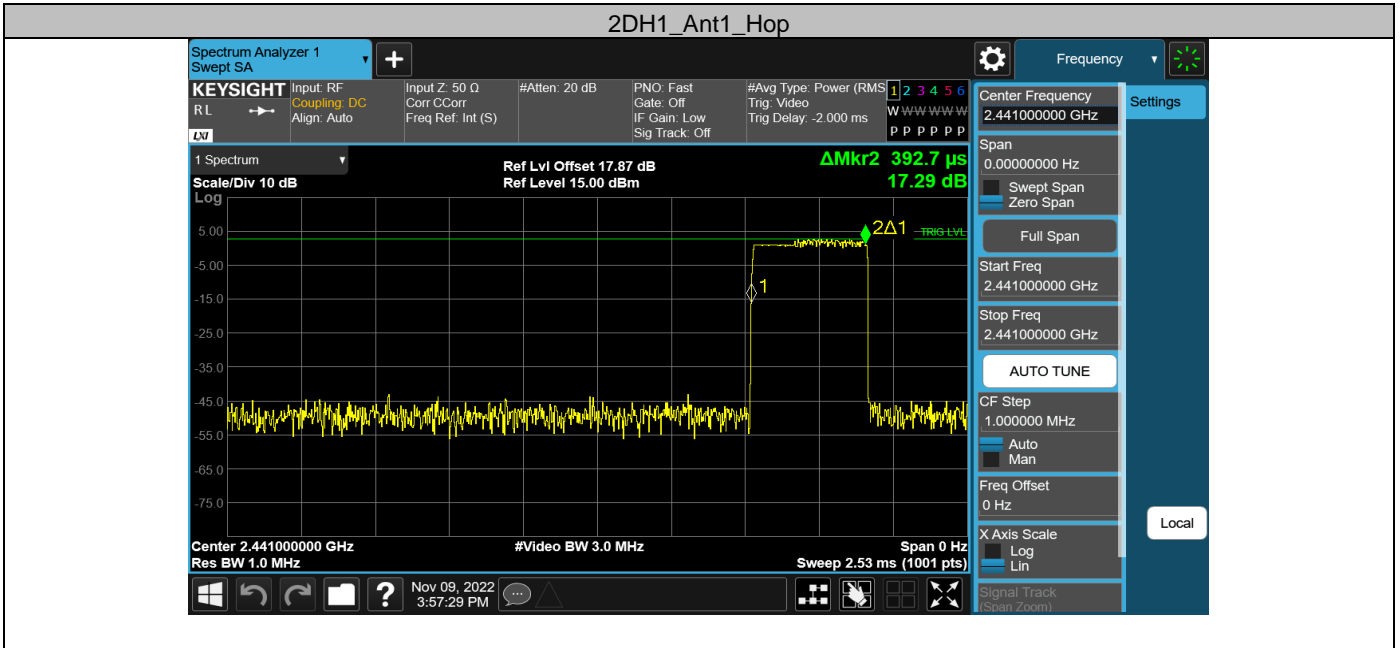 2DH1_Ant1_Hop
Spectrum Analyzer 1
Swept SA
Frequency
KEYSIGHT
R L
LXI
Input: RF
Coupling: DC
Align: Auto
Input Z: 50 Ω
Corr CCorr
Freq Ref: Int (S)
#Atten: 20 dB
PNO: Fast
Gate: Off
IF Gain: Low
Sig Track: Off
#Avg Type: Power (RMS
Trig: Video
Trig Delay: -2.000 ms
1 2 3 4 5 6
W W W W W W
P P P P P P
1 Spectrum
Scale/Div 10 dB
Ref Lvl Offset 17.87 dB
Ref Level 15.00 dBm
ΔMkr2 392.7 µs
17.29 dB
Log
5.00
-5.00
-15.0
-25.0
-35.0
-45.0
-55.0
-65.0
-75.0
2Δ1
TRIG LVL
1
Center 2.441000000 GHz
Res BW 1.0 MHz
#Video BW 3.0 MHz
Span 0 Hz
Sweep 2.53 ms (1001 pts)
Center Frequency
2.441000000 GHz
Settings
Span
0.00000000 Hz
Swept Span
Zero Span
Full Span
Start Freq
2.441000000 GHz
Stop Freq
2.441000000 GHz
AUTO TUNE
CF Step
1.000000 MHz
Auto
Man
Freq Offset
0 Hz
X Axis Scale
Log
Lin
Signal Track
(Span Zoom)
Local
?
Nov 09, 2022
3:57:29 PM